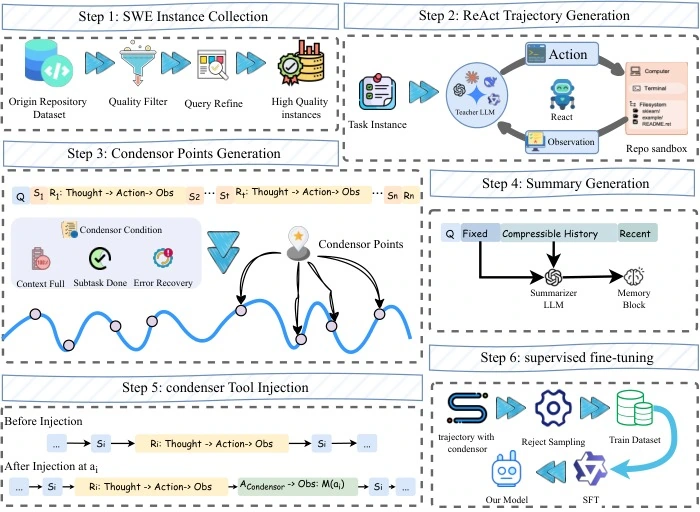 Step 1: SWE Instance Collection
Origin Repository
Dataset
Quality Filter
Query Refine
High Quality
instances
Step 2: ReAct Trajectory Generation
Task Instance
Teacher LLM
Action
React
Observation
Computer
Terminal
Filesystem
sklearn/
example/
README.rst
Repo sandbox
Step 3: Condensor Points Generation
Q S1 R1: Thought -> Action-> Obs S2 ... St Rt: Thought -> Action-> Obs ... Sn Rn
Condensor Condition
Context Full
Subtask Done
Error Recovery
Condensor Points
Step 4: Summary Generation
Q Fixed Compressible History Recent
Summarizer
LLM
Memory
Block
Step 5: condenser Tool Injection
Before Injection
... Si Ri: Thought -> Action-> Obs Si ...
After Injection at ai
... Si Ri: Thought -> Action-> Obs ACondensor -> Obs: M(ai) Si ...
Step 6: supervised fine-tuning
trajectory with
condensor
Reject Sampling
Train Dataset
Our Model
SFT